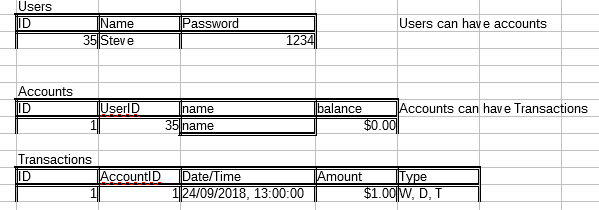 Users
ID Name Password Users can have accounts
35 Steve 1234
Accounts
ID UserID name balance Accounts can have Transactions
1 35 name $0.00
Transactions
ID AccountID Date/Time Amount Type
1 1 24/09/2018, 13:00:00 $1.00 W, D, T